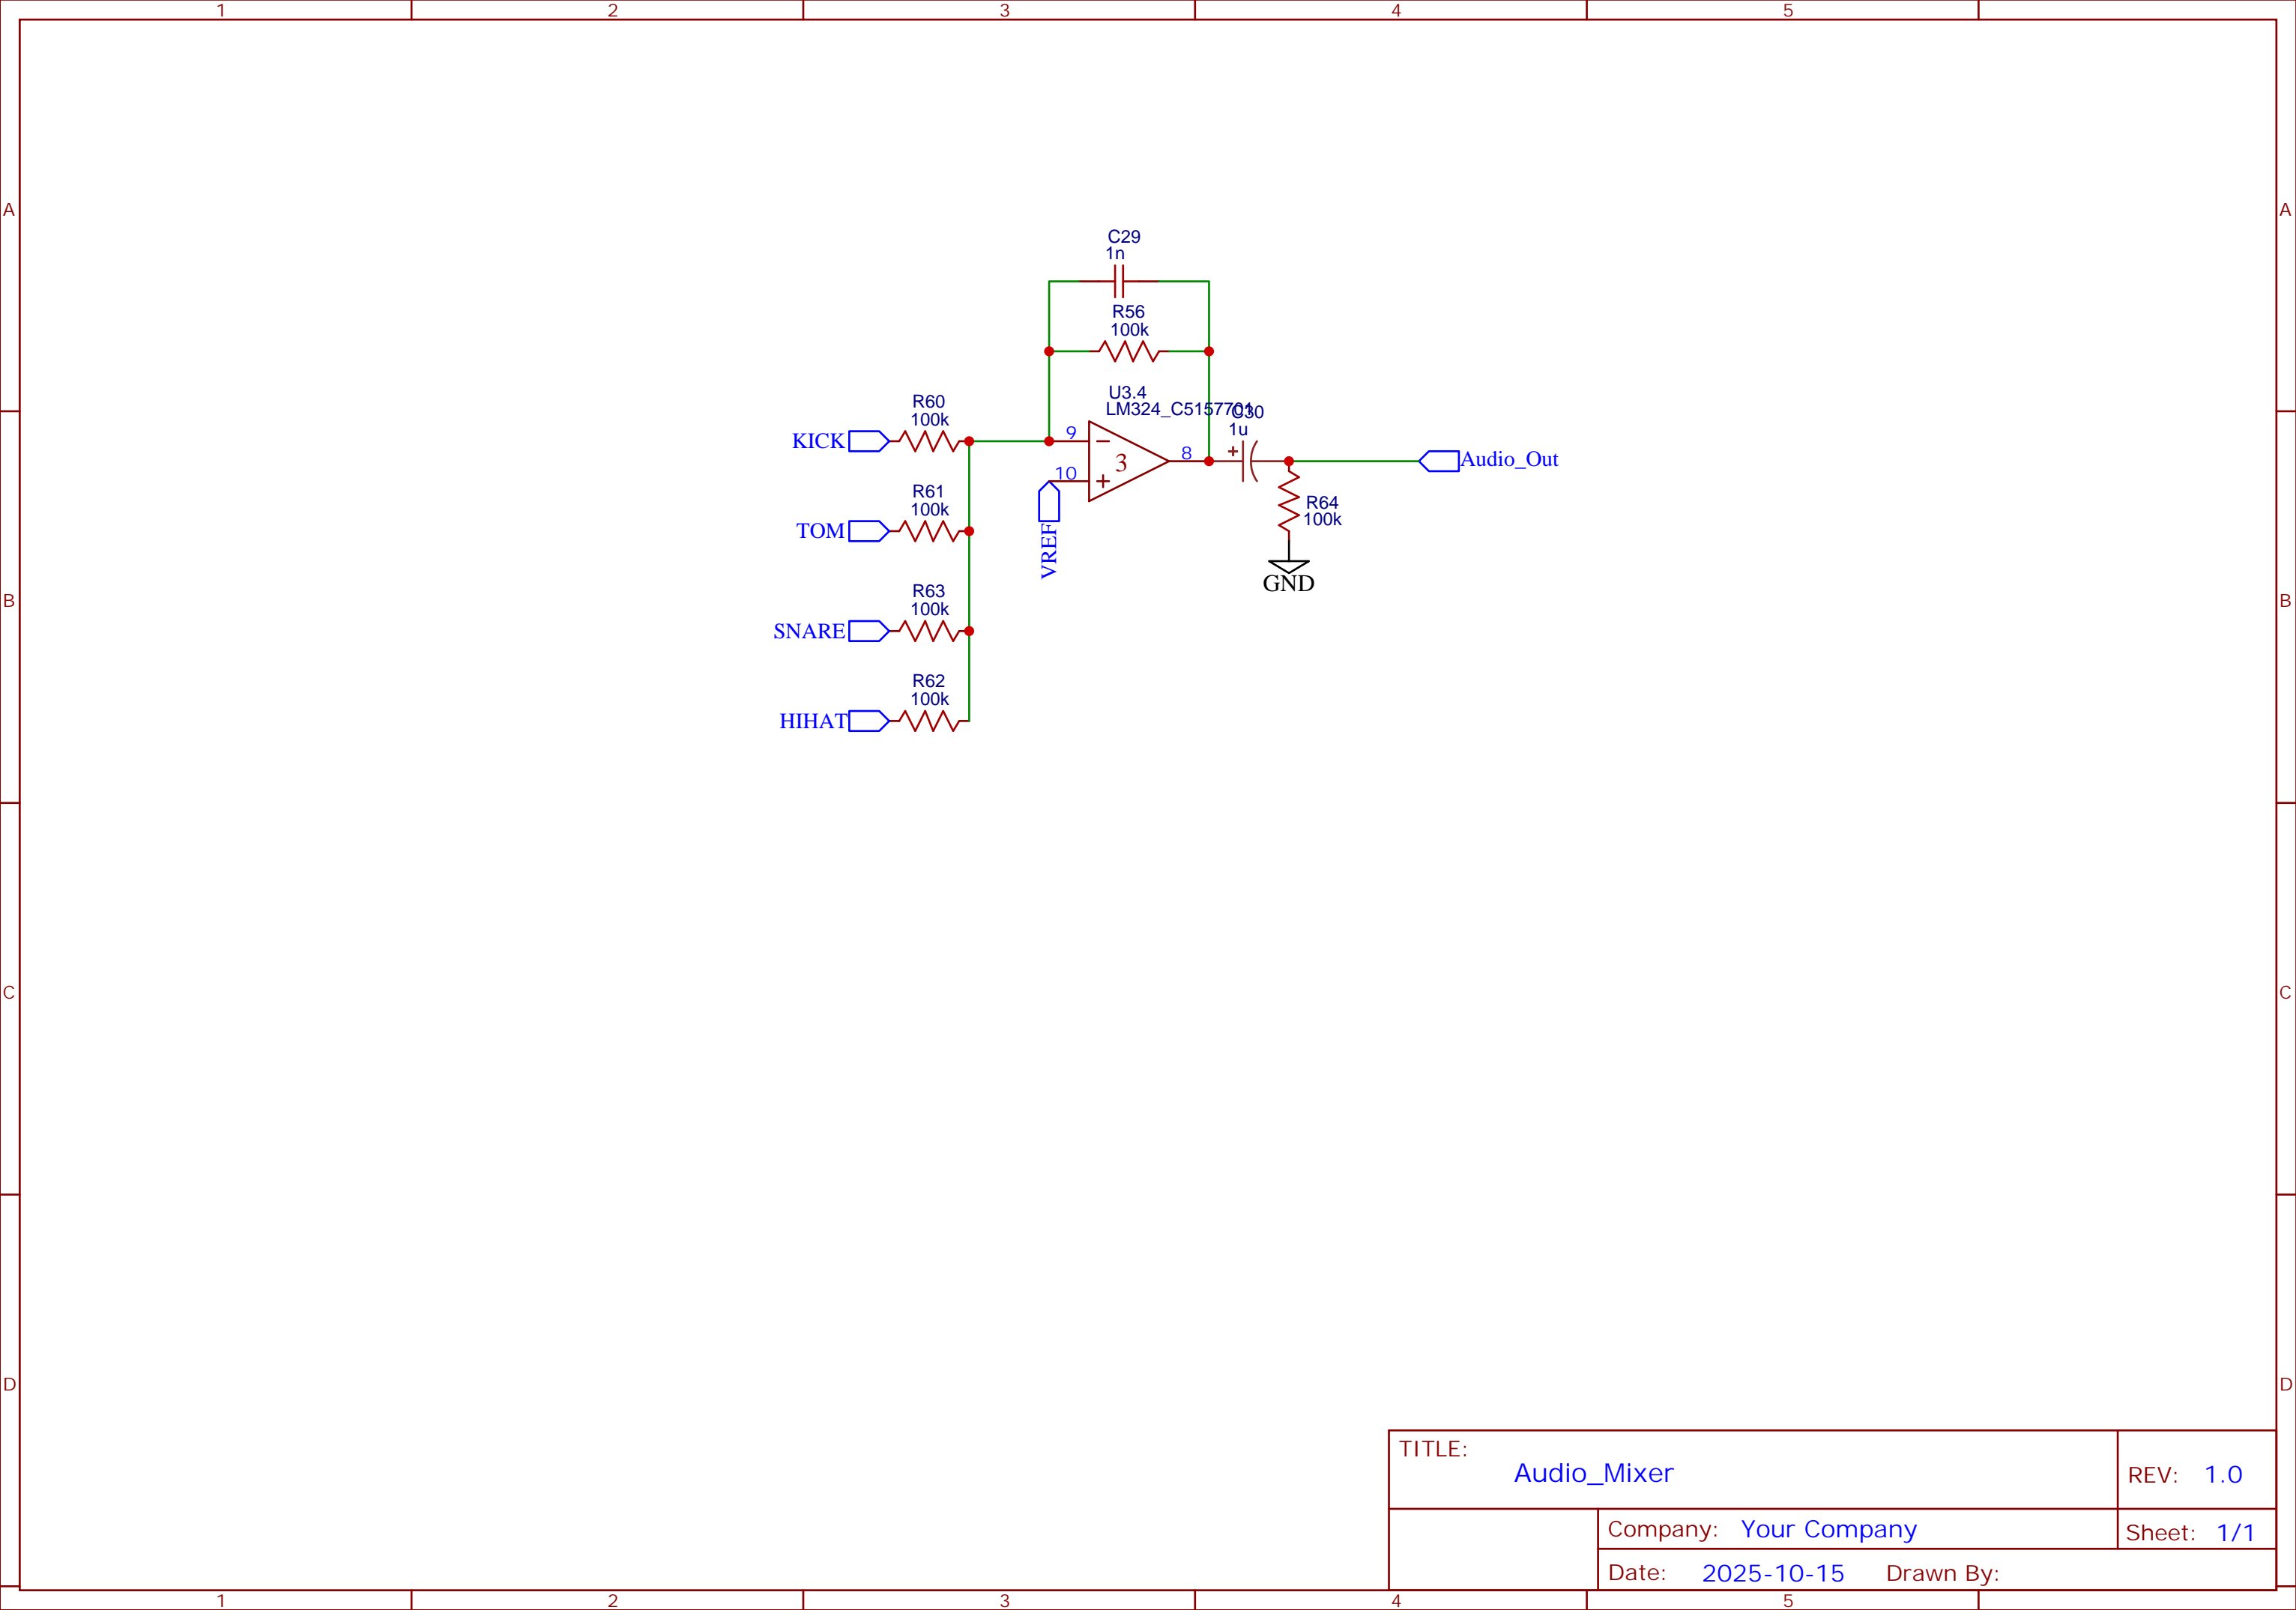 1 2 3 4 5
A A
C29
1n
R56
100k
U3.4
LM324_C5157701
C30
1u
R60
100k
KICK
9
8
3
10
Audio_Out
R61
100k
TOM
VREF
R64
100k
GND
B B
R63
100k
SNARE
R62
100k
HIHAT
C C
D D
TITLE:
Audio_Mixer
REV: 1.0
Company: Your Company
Sheet: 1/1
Date: 2025-10-15 Drawn By:
1 2 3 4 5